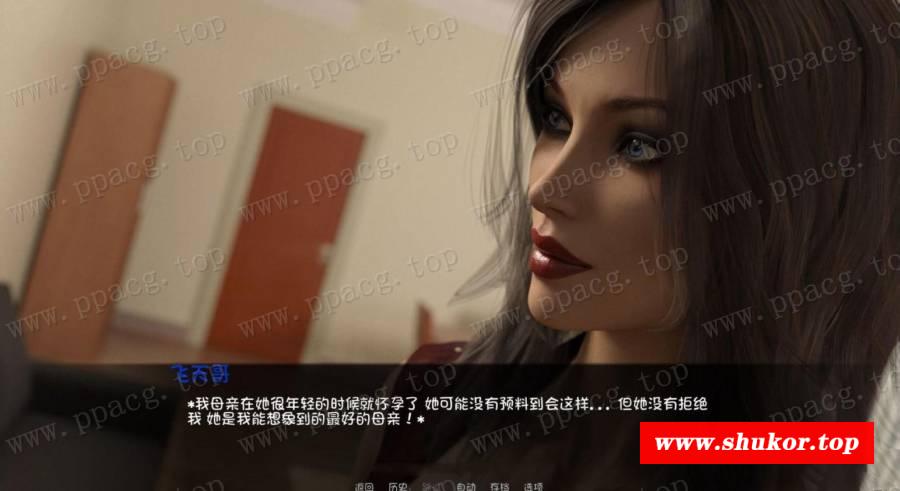 www.ppacg.top
飞天哥
*我母亲在她很年轻的时候就怀孕了 她可能没有预料到会这样... 但她没有拒绝
我 她是我能想象到的最好的母亲！*
www.shukor.top
返回 历史 自动 存档 选项